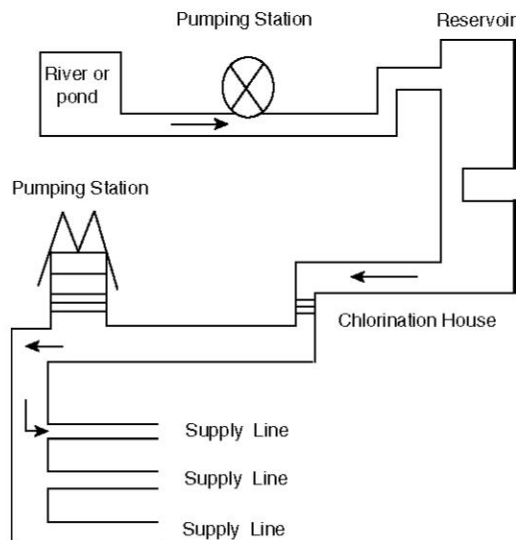 Pumping Station
Reservoir
River or
pond
Pumping Station
Chlorination House
Supply Line
Supply Line
Supply Line